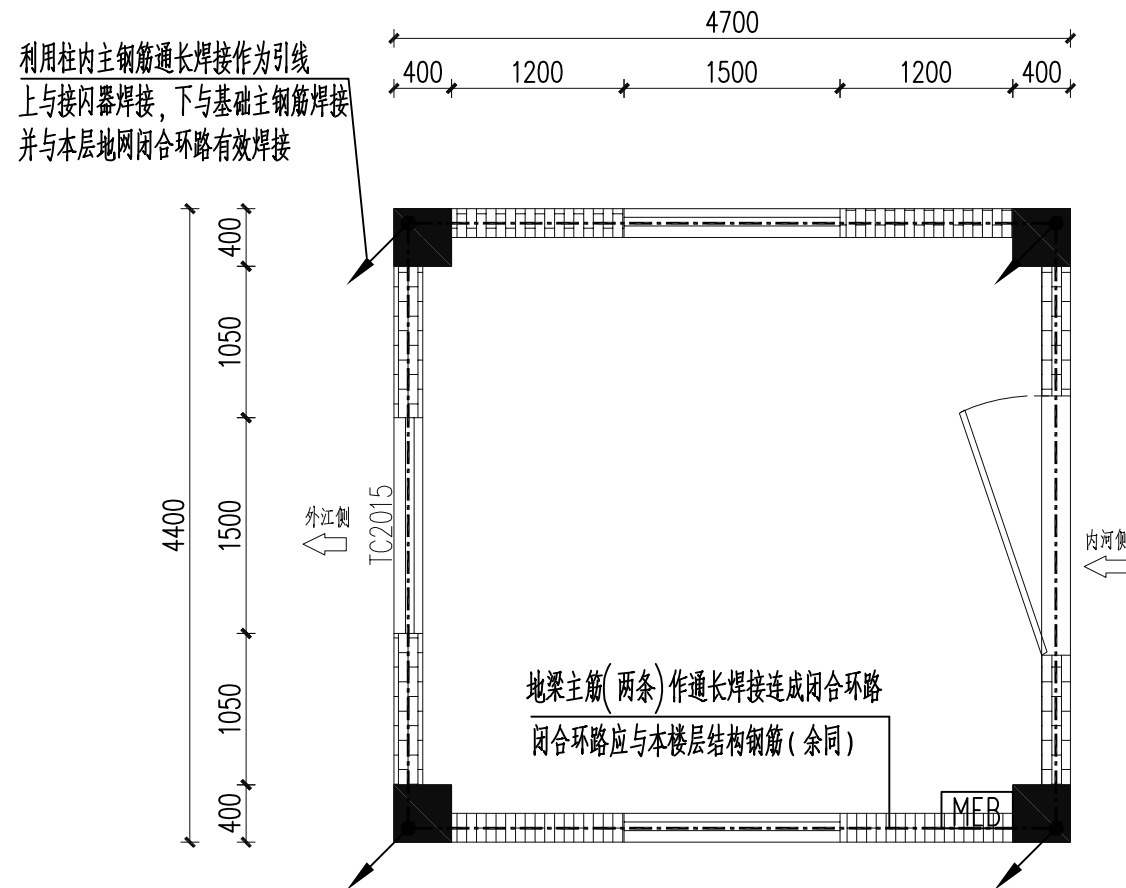 4700
400
1200
1500
1200
400
利用柱内主钢筋通长焊接作为引线
上与接闪器焊接，下与基础主钢筋焊接
并与本层地网闭合环路有效焊接
400
1050
1500
1050
400
4400
外江侧
TC2015
内河侧
地梁主筋(两条)作通长焊接连成闭合环路
闭合环路应与本楼层结构钢筋(余同)
MEB